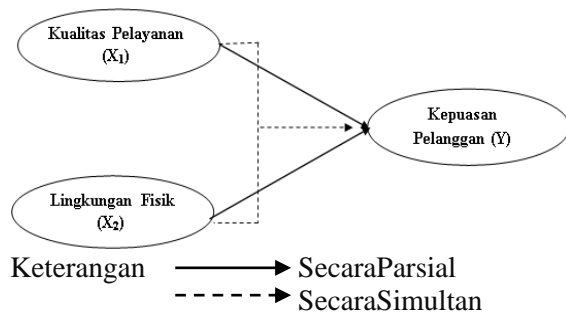 Kualitas Pelayanan
(X₁)
Kepuasan
Pelanggan (Y)
Lingkungan Fisik
(X₂)
Keterangan
SecaraParsial
SecaraSimultan